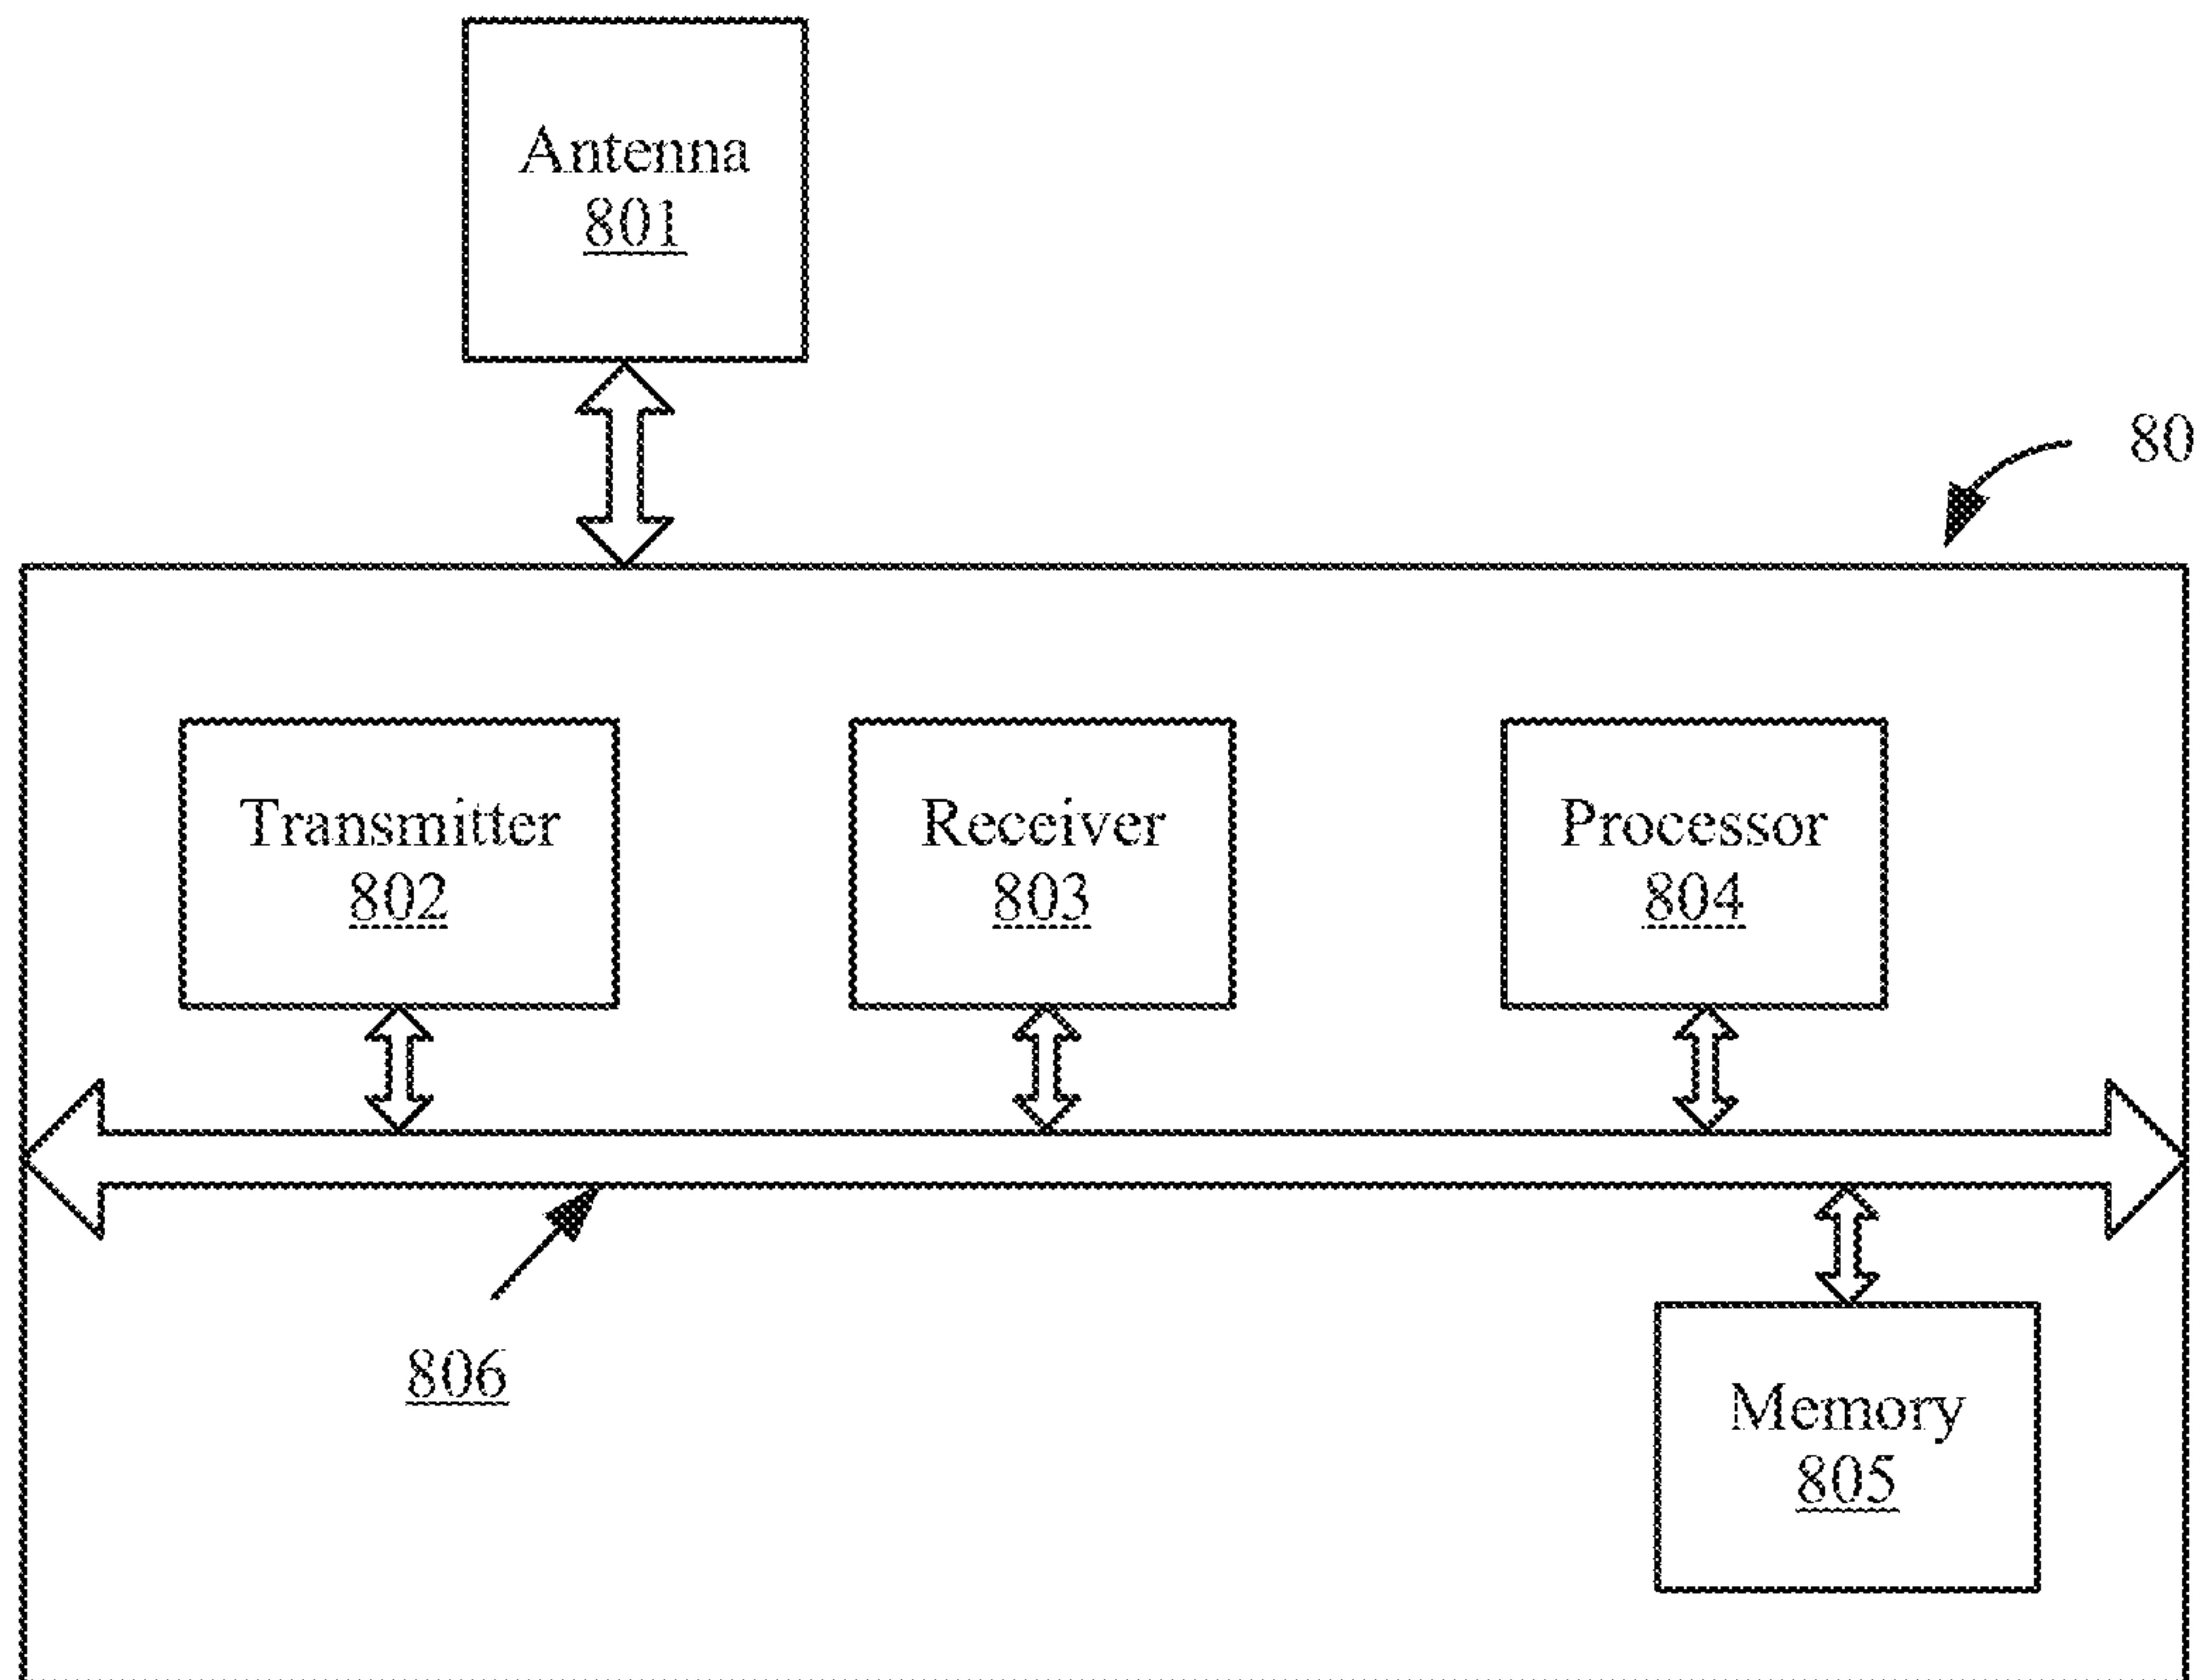 Antenna
801
80
Transmitter
802
Receiver
803
Processor
804
806
Memory
805